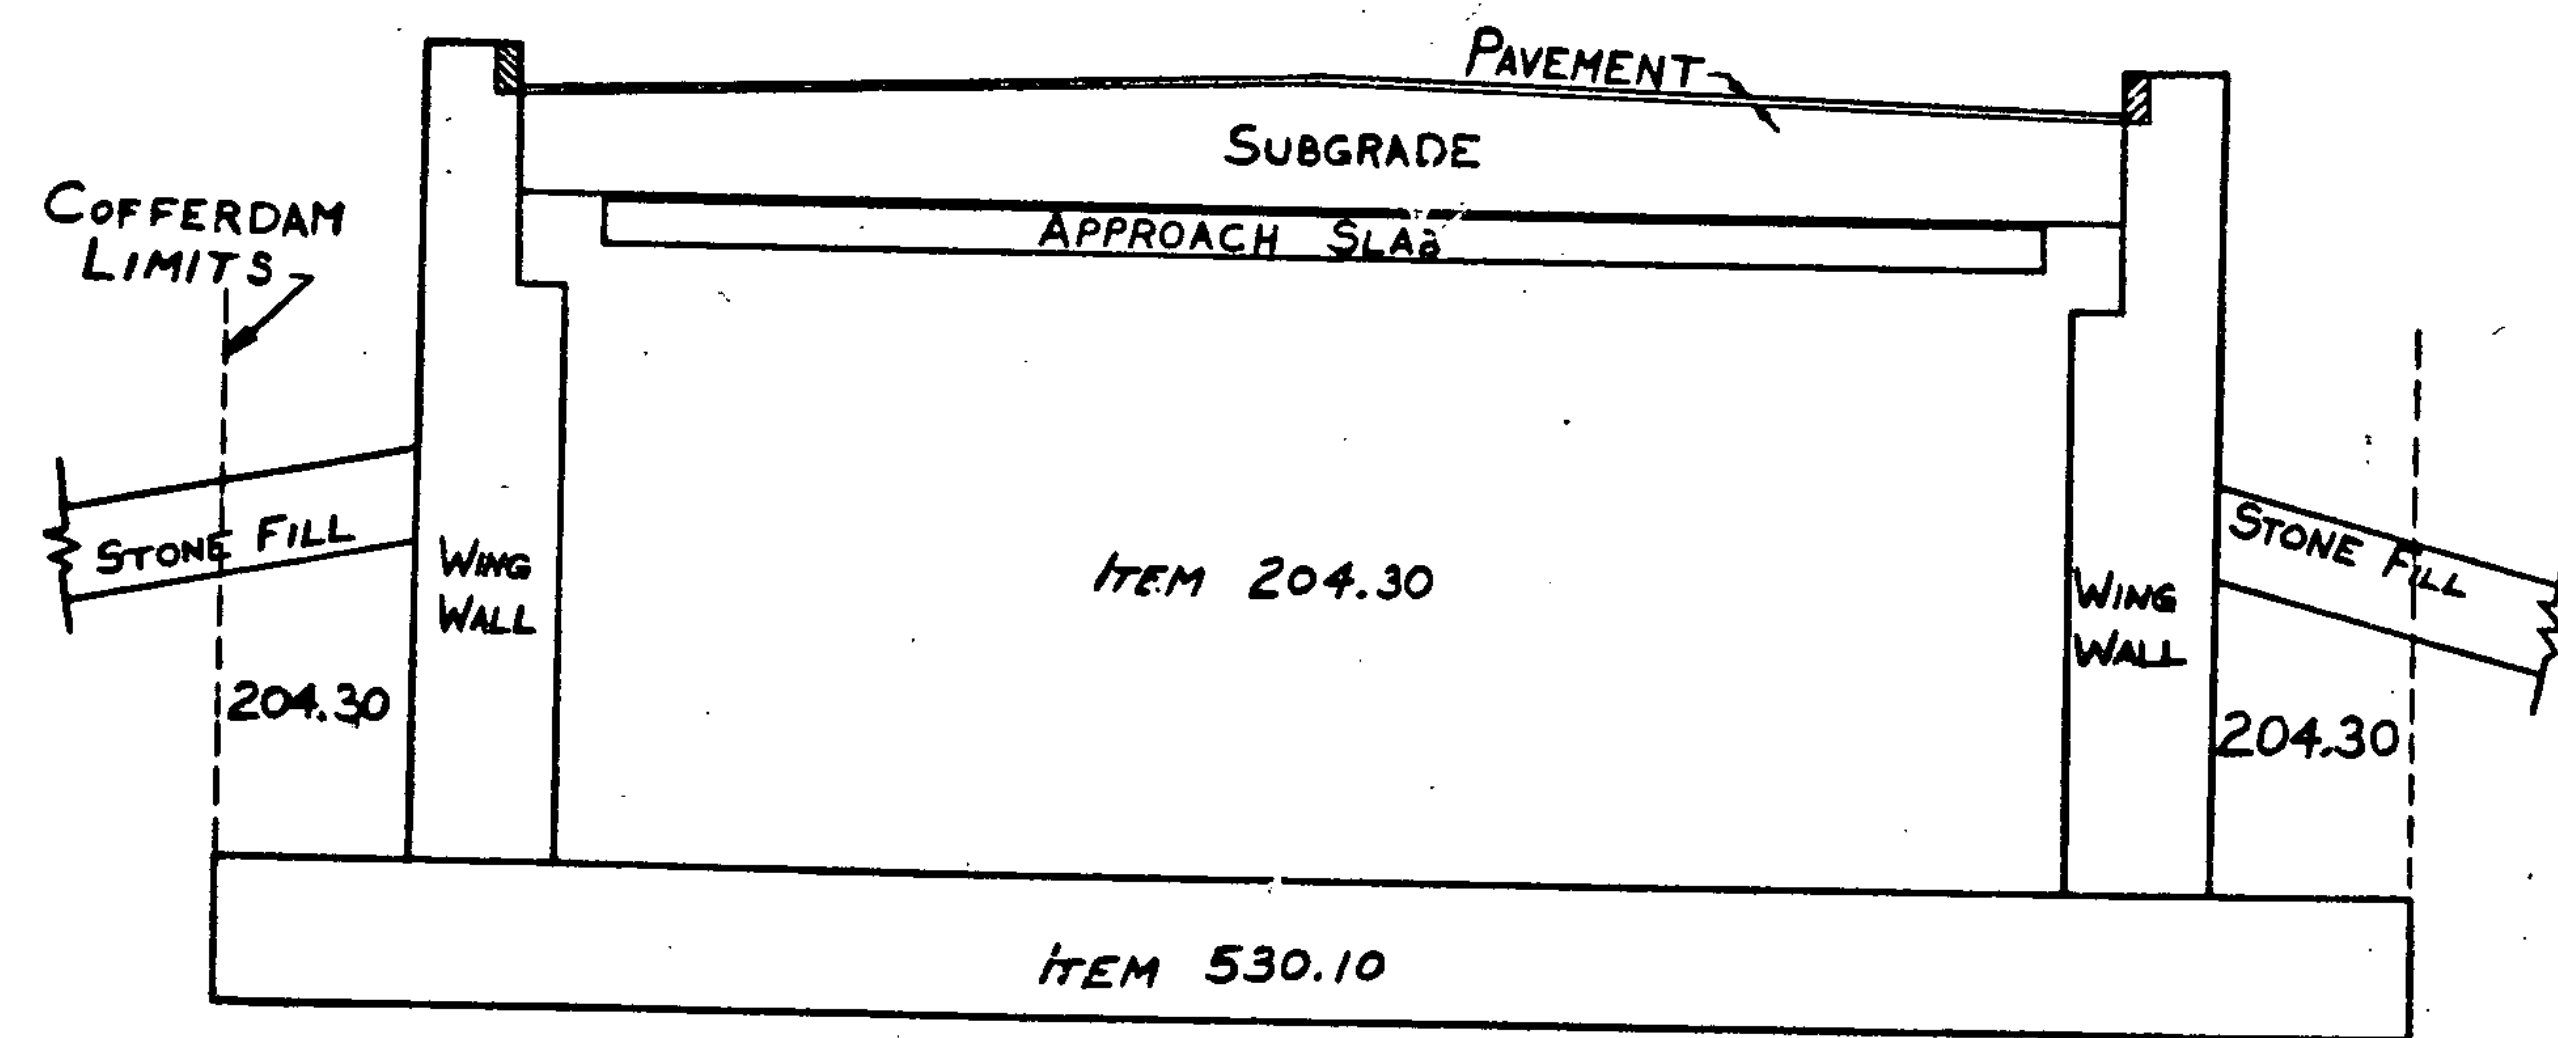 PAVEMENT
SUBGRADE
COFFERDAM
LIMITS
APPROACH SLAB
STONE FILL
WING
WALL
ITEM 204.30
WING
WALL
STONE FILL
204.30
204.30
ITEM 530.10